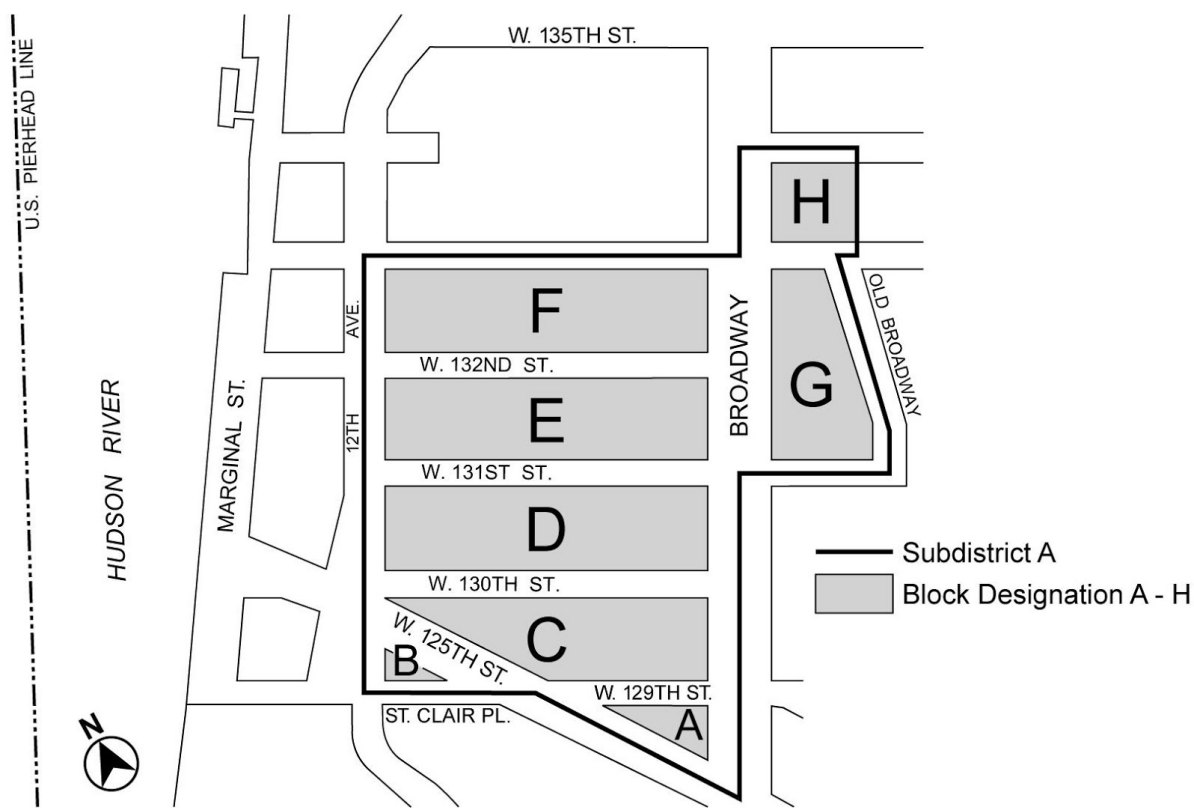 W. 135TH ST.
U.S. PIERHEAD LINE
H
F
AVE.
BROADWAY
OLD BROADWAY
W. 132ND ST.
G
HUDSON RIVER
MARGINAL ST.
E
12TH
W. 131ST ST.
D
Subdistrict A
W. 130TH ST.
Block Designation A - H
C
W. 125TH ST.
B
W. 129TH ST.
ST. CLAIR PL.
A
N